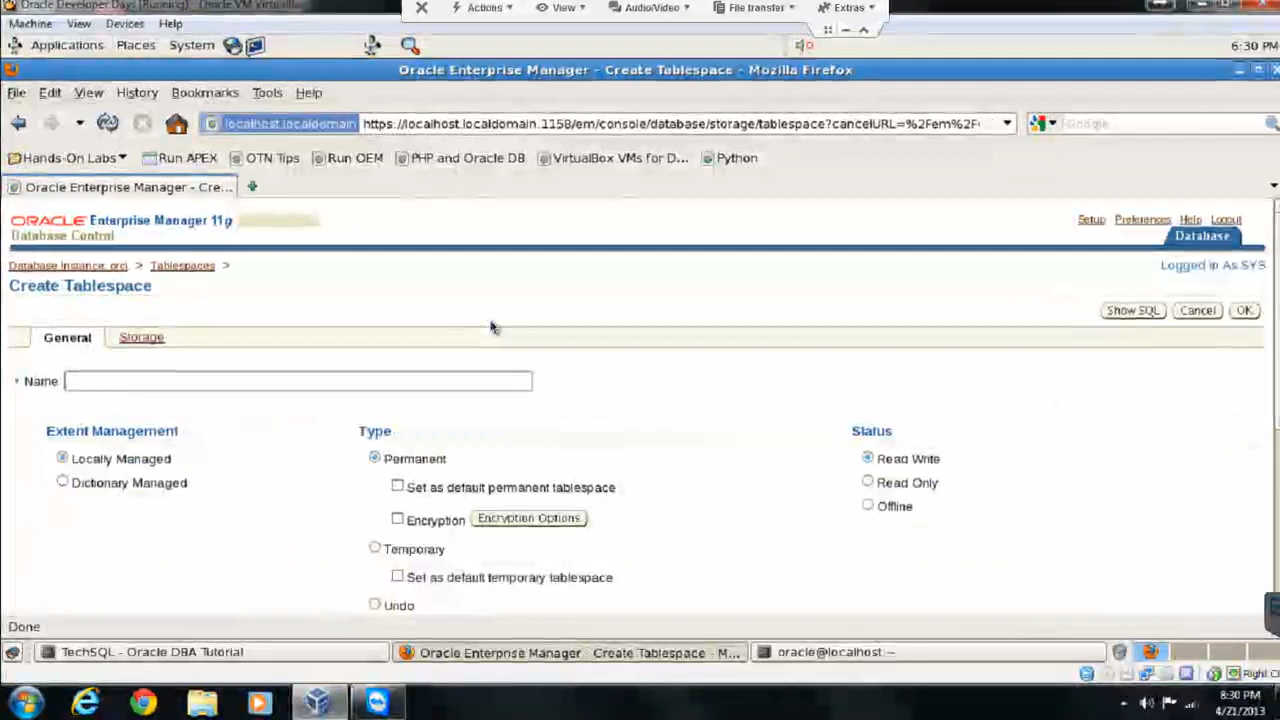 Oracle Developer Days [Running] - Oracle VM VirtualB
Actions
View
Audio/Video
File transfer
Extras
Machine View Devices Help
Applications Places System
6:30 PM
Oracle Enterprise Manager - Create Tablespace - Mozilla Firefox
File Edit View History Bookmarks Tools Help
localhost.localdomain https://localhost.localdomain:1158/em/console/database/storage/tablespace?cancelURL=%2Fem%2F
Google
Hands-On Labs Run APEX OTN Tips Run OEM PHP and Oracle DB VirtualBox VMs for D... Python
Oracle Enterprise Manager - Cre...
ORACLE Enterprise Manager 11g
Database Control
Setup Preferences Help Logout
Database
Database Instance: orcl > Tablespaces >
Logged in As SYS
Create Tablespace
Show SQL Cancel OK
General Storage
* Name
Extent Management
Locally Managed
Dictionary Managed
Type
Permanent
Set as default permanent tablespace
Encryption Encryption Options
Temporary
Set as default temporary tablespace
Undo
Status
Read Write
Read Only
Offline
Done
TechSQL - Oracle DBA Tutorial
Oracle Enterprise Manager - Create Tablespace - M...
oracle@localhost:~
Right C
8:30 PM
4/21/2013